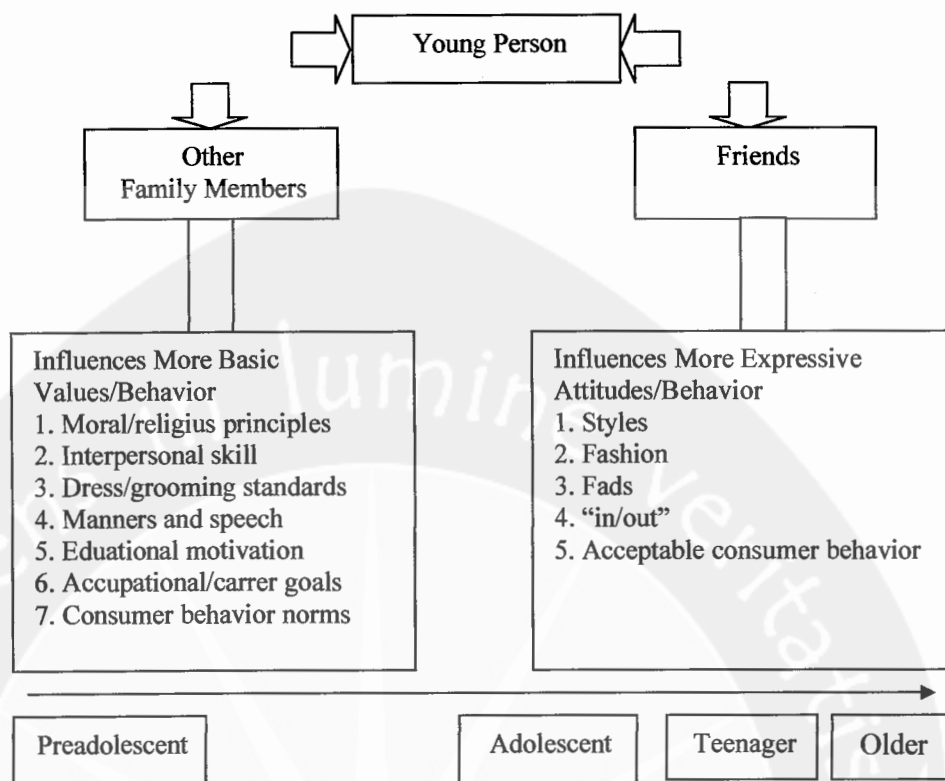 Young Person
Other
Family Members
Friends
Influences More Basic
Values/Behavior
1. Moral/religius principles
2. Interpersonal skill
3. Dress/grooming standards
4. Manners and speech
5. Eduational motivation
6. Accupational/carrer goals
7. Consumer behavior norms
Influences More Expressive
Attitudes/Behavior
1. Styles
2. Fashion
3. Fads
4. “in/out”
5. Acceptable consumer behavior
Preadolescent
Adolescent
Teenager
Older
lumine veritatis